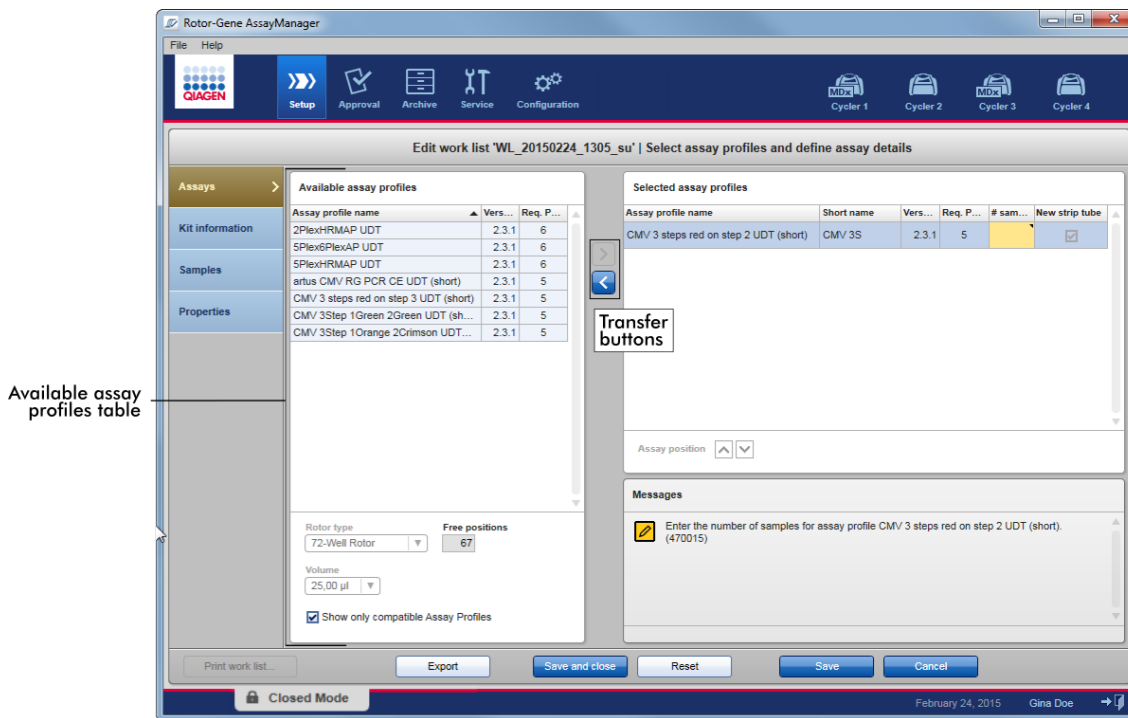 Rotor-Gene AssayManager
File Help
QIAGEN
Setup Approval Archive Service Configuration
MDx MDx
Cycler 1 Cycler 2 Cycler 3 Cycler 4
Edit work list 'WL_20150224_1305_su' | Select assay profiles and define assay details
Assays
Kit information
Samples
Properties
Available assay profiles
Assay profile name Vers... Req. P...
2PlexHRMAP UDT 2.3.1 6
5Plex6PlexAP UDT 2.3.1 6
5PlexHRMAP UDT 2.3.1 6
artus CMV RG PCR CE UDT (short) 2.3.1 5
CMV 3 steps red on step 3 UDT (short) 2.3.1 5
CMV 3Step 1Green 2Green UDT (sh... 2.3.1 5
CMV 3Step 1Orange 2Crimson UDT... 2.3.1 5
Available assay
profiles table
Rotor type Free positions
72-Well Rotor 67
Volume
25,00 µl
Show only compatible Assay Profiles
Transfer
buttons
Selected assay profiles
Assay profile name Short name Vers... Req. P... # sam... New strip tube
CMV 3 steps red on step 2 UDT (short) CMV 3S 2.3.1 5
Assay position
Messages
Enter the number of samples for assay profile CMV 3 steps red on step 2 UDT (short).
(470015)
Print work list... Export Save and close Reset Save Cancel
Closed Mode
February 24, 2015 Gina Doe